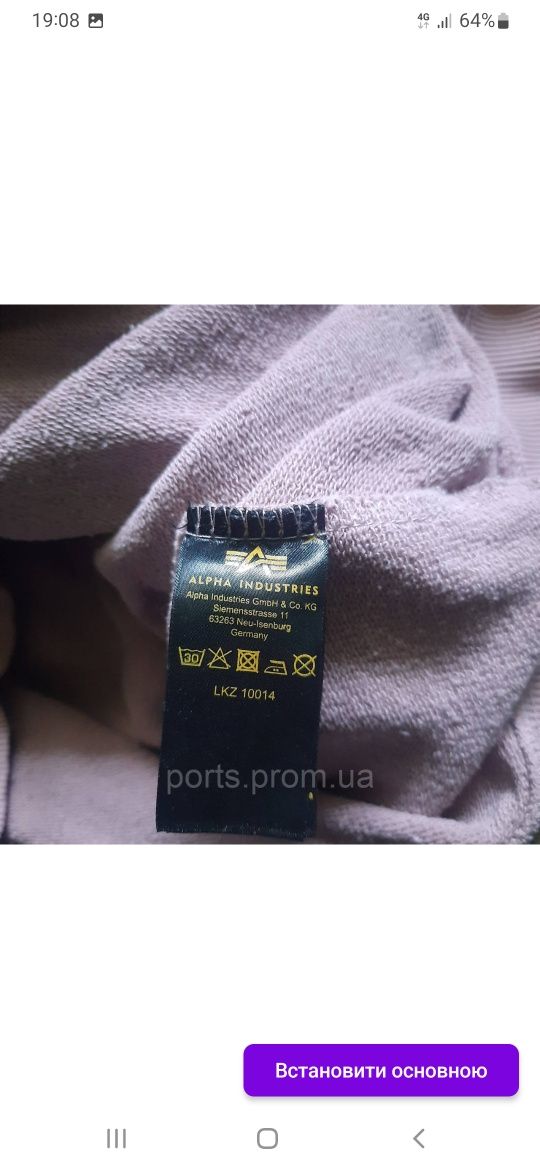 19:08
4G
64%
ALPHA INDUSTRIES
Alpha Industries GmbH & Co. KG
Siemensstrasse 11
63263 Neu-Isenburg
Germany
30
LKZ 10014
ports.prom.ua
Встановити основною